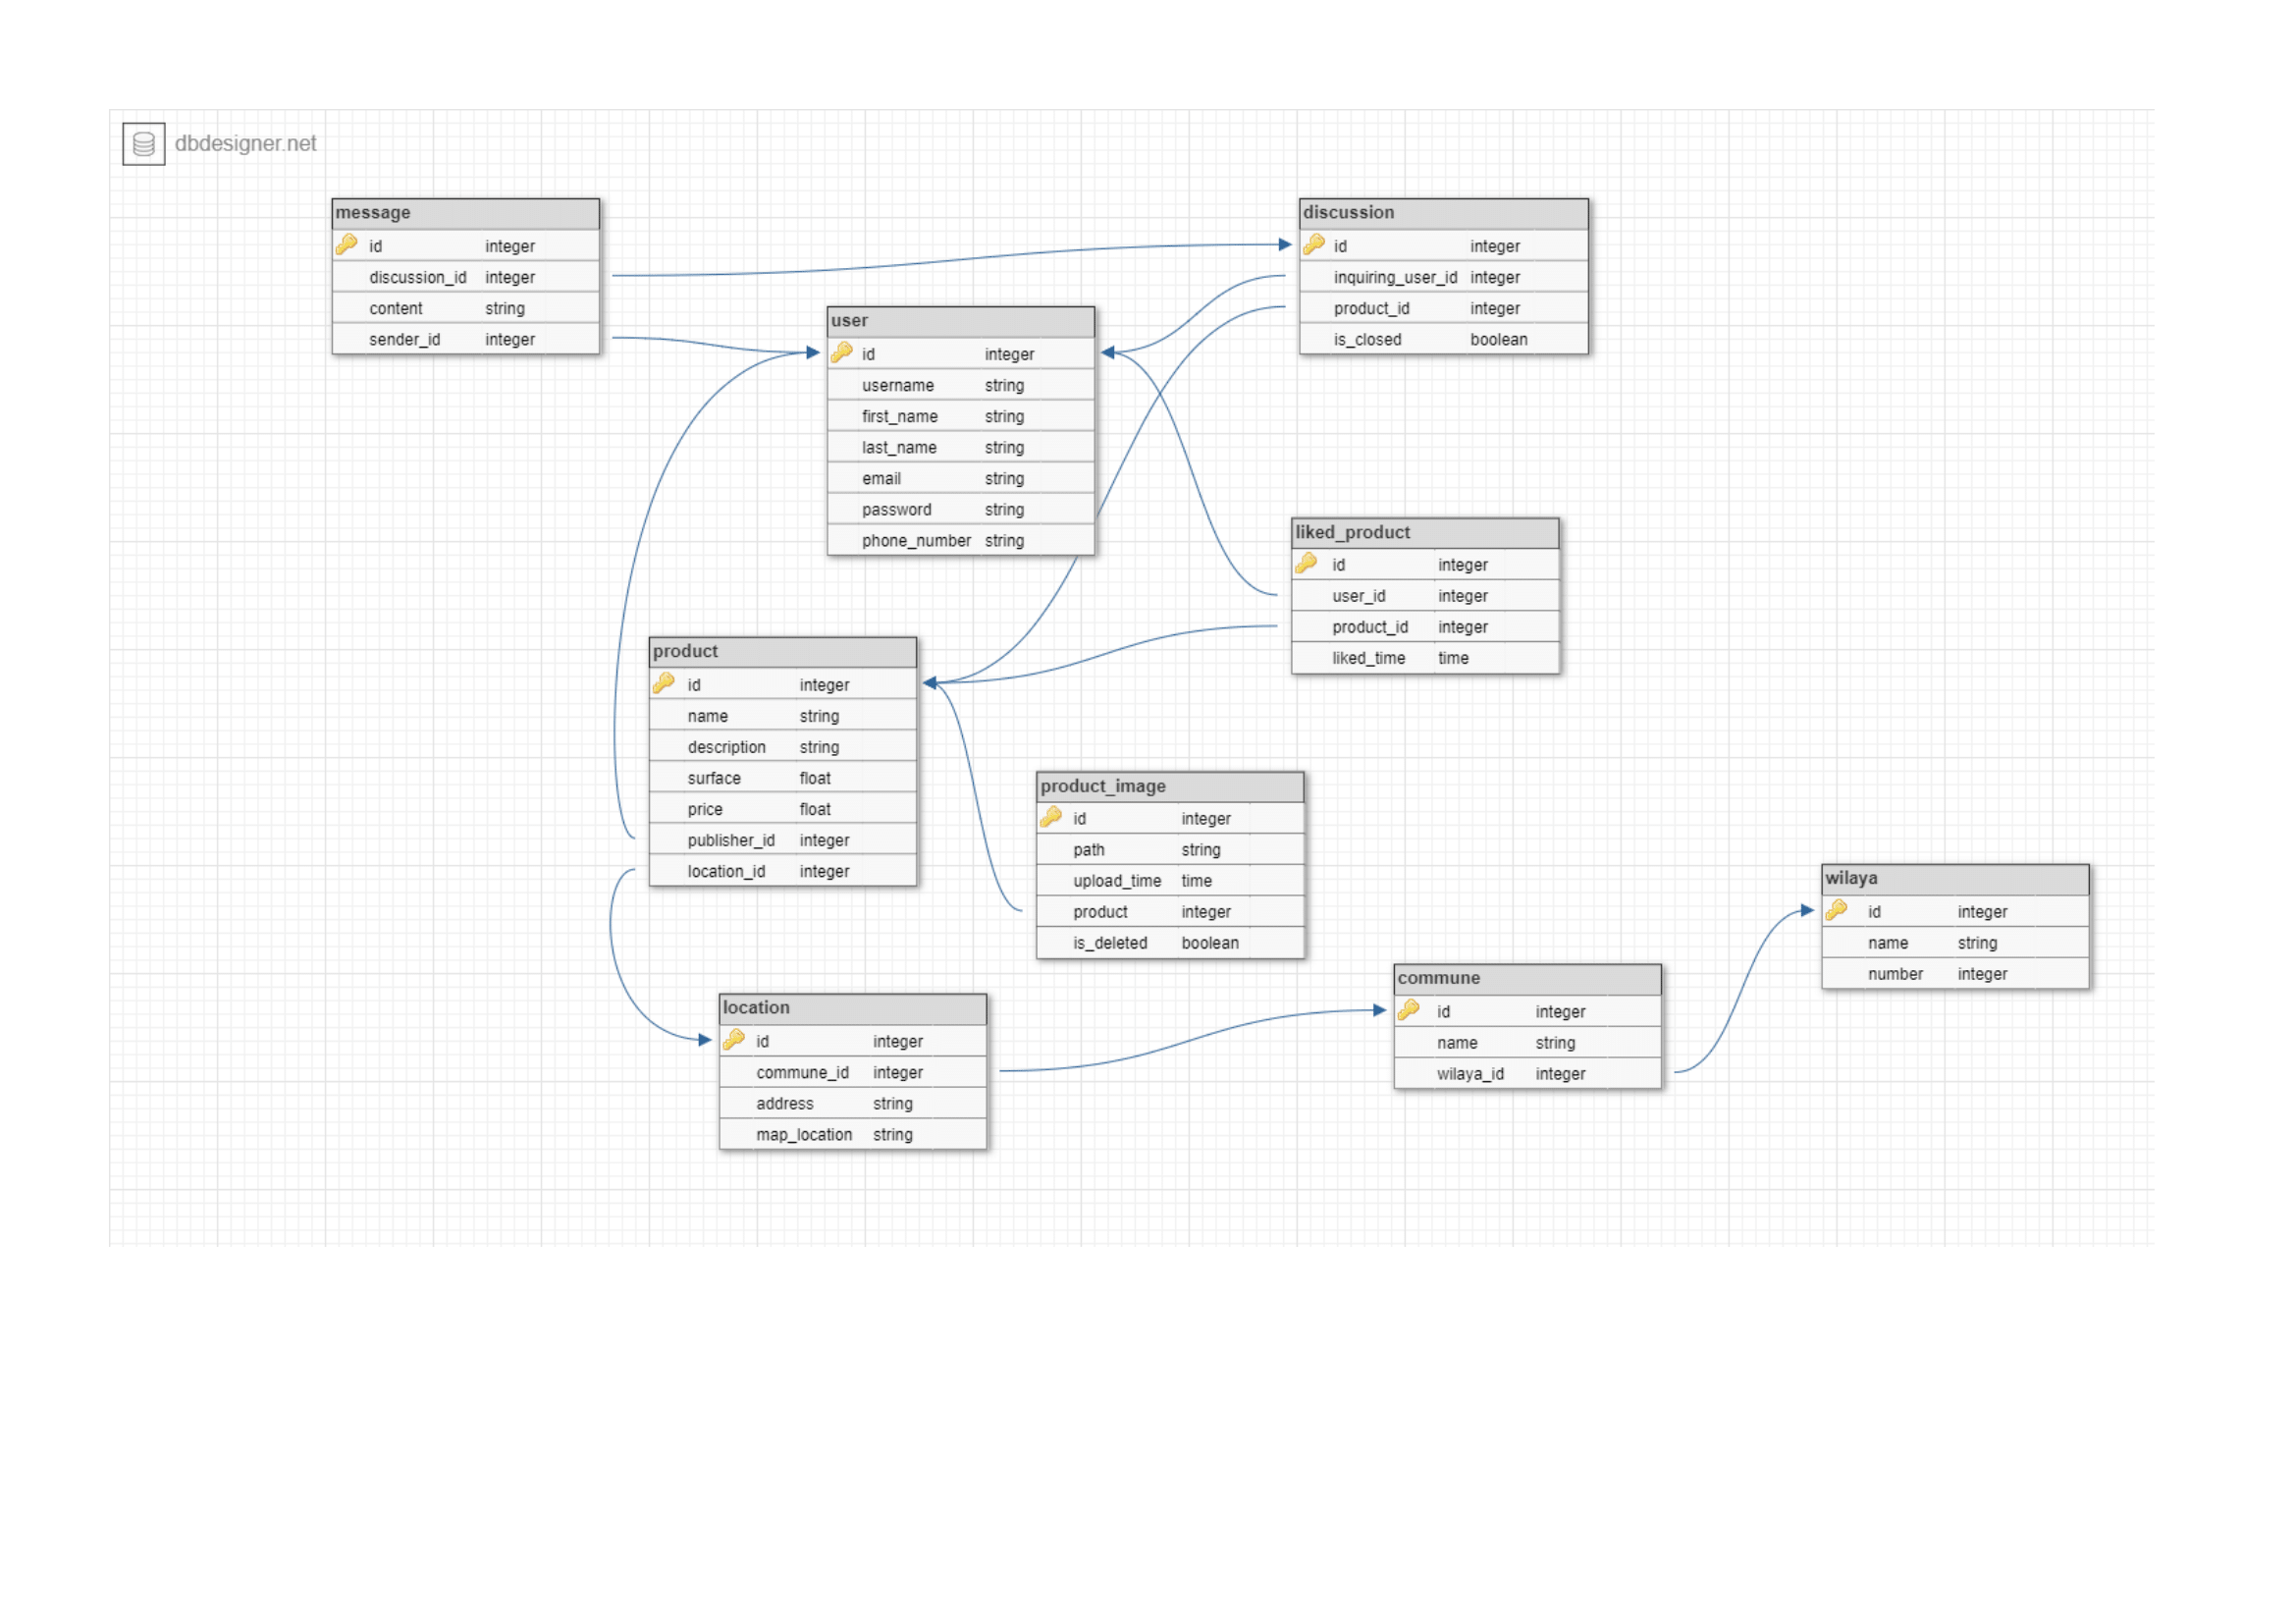 dbdesigner.net
message
id integer
discussion_id integer
content string
sender_id integer
discussion
id integer
inquiring_user_id integer
product_id integer
is_closed boolean
user
id integer
username string
first_name string
last_name string
email string
password string
phone_number string
liked_product
id integer
user_id integer
product_id integer
liked_time time
product
id integer
name string
description string
surface float
price float
publisher_id integer
location_id integer
product_image
id integer
path string
upload_time time
product integer
is_deleted boolean
wilaya
id integer
name string
number integer
commune
id integer
name string
wilaya_id integer
location
id integer
commune_id integer
address string
map_location string